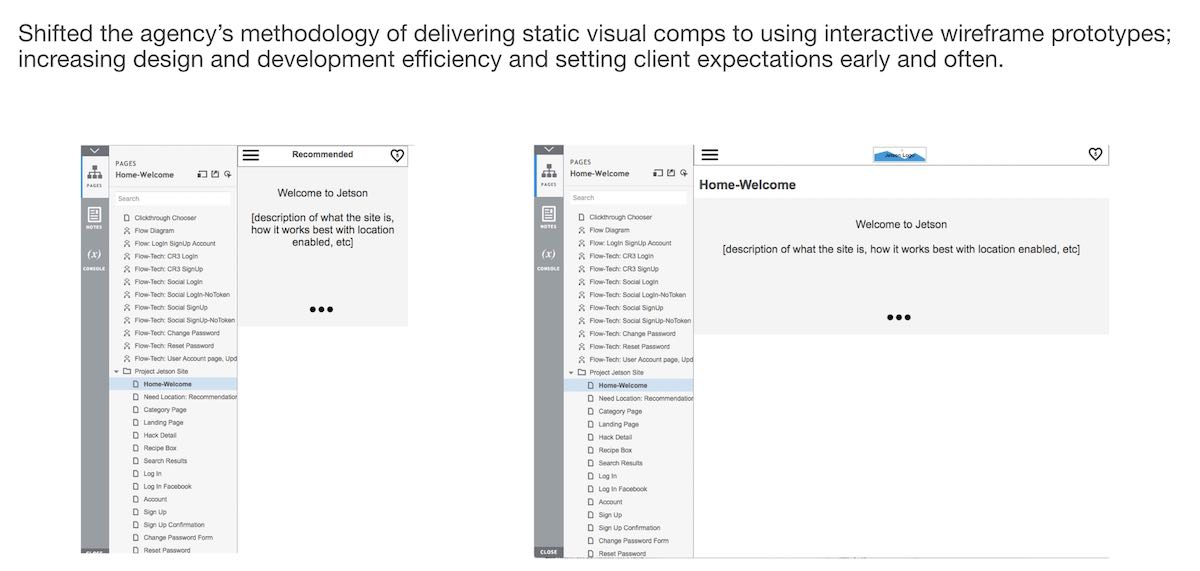 Shifted the agency’s methodology of delivering static visual comps to using interactive wireframe prototypes;
increasing design and development efficiency and setting client expectations early and often.
PAGES
NOTES
(x)
CONSOLE
CLOSE
PAGES
Home-Welcome
Search
Clickthrough Chooser
Flow Diagram
Flow: Login SignUp Account
Flow-Tech: CR3 Login
Flow-Tech: CR3 SignUp
Flow-Tech: Social Login
Flow-Tech: Social Login-NoToken
Flow-Tech: Social SignUp
Flow-Tech: Social SignUp-NoToken
Flow-Tech: Change Password
Flow-Tech: Reset Password
Flow-Tech: User Account page, Upd
Project Jetson Site
Home-Welcome
Need Location: Recommendation
Category Page
Landing Page
Hack Detail
Recipe Box
Search Results
Log In
Log In Facebook
Account
Sign Up
Sign Up Confirmation
Change Password Form
Reset Password
Recommended
Welcome to Jetson
[description of what the site is,
how it works best with location
enabled, etc]
PAGES
NOTES
(x)
CONSOLE
CLOSE
PAGES
Home-Welcome
Search
Clickthrough Chooser
Flow Diagram
Flow: Login SignUp Account
Flow-Tech: CR3 Login
Flow-Tech: CR3 SignUp
Flow-Tech: Social Login
Flow-Tech: Social Login-NoToken
Flow-Tech: Social SignUp
Flow-Tech: Social SignUp-NoToken
Flow-Tech: Change Password
Flow-Tech: Reset Password
Flow-Tech: User Account page, Upd
Project Jetson Site
Home-Welcome
Need Location: Recommendation
Category Page
Landing Page
Hack Detail
Recipe Box
Search Results
Log In
Log In Facebook
Account
Sign Up
Sign Up Confirmation
Change Password Form
Reset Password
Jetson Logo
Home-Welcome
Welcome to Jetson
[description of what the site is, how it works best with location enabled, etc]